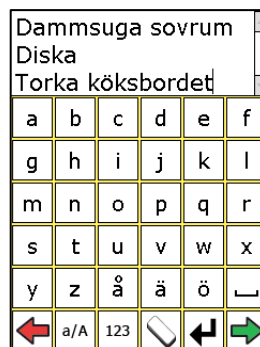 Dammsuga sovrum
Diska
Torka köksbordet
a b c d e f
g h i j k l
m n o p q r
s t u v w x
y z å ä ö
a/A 123